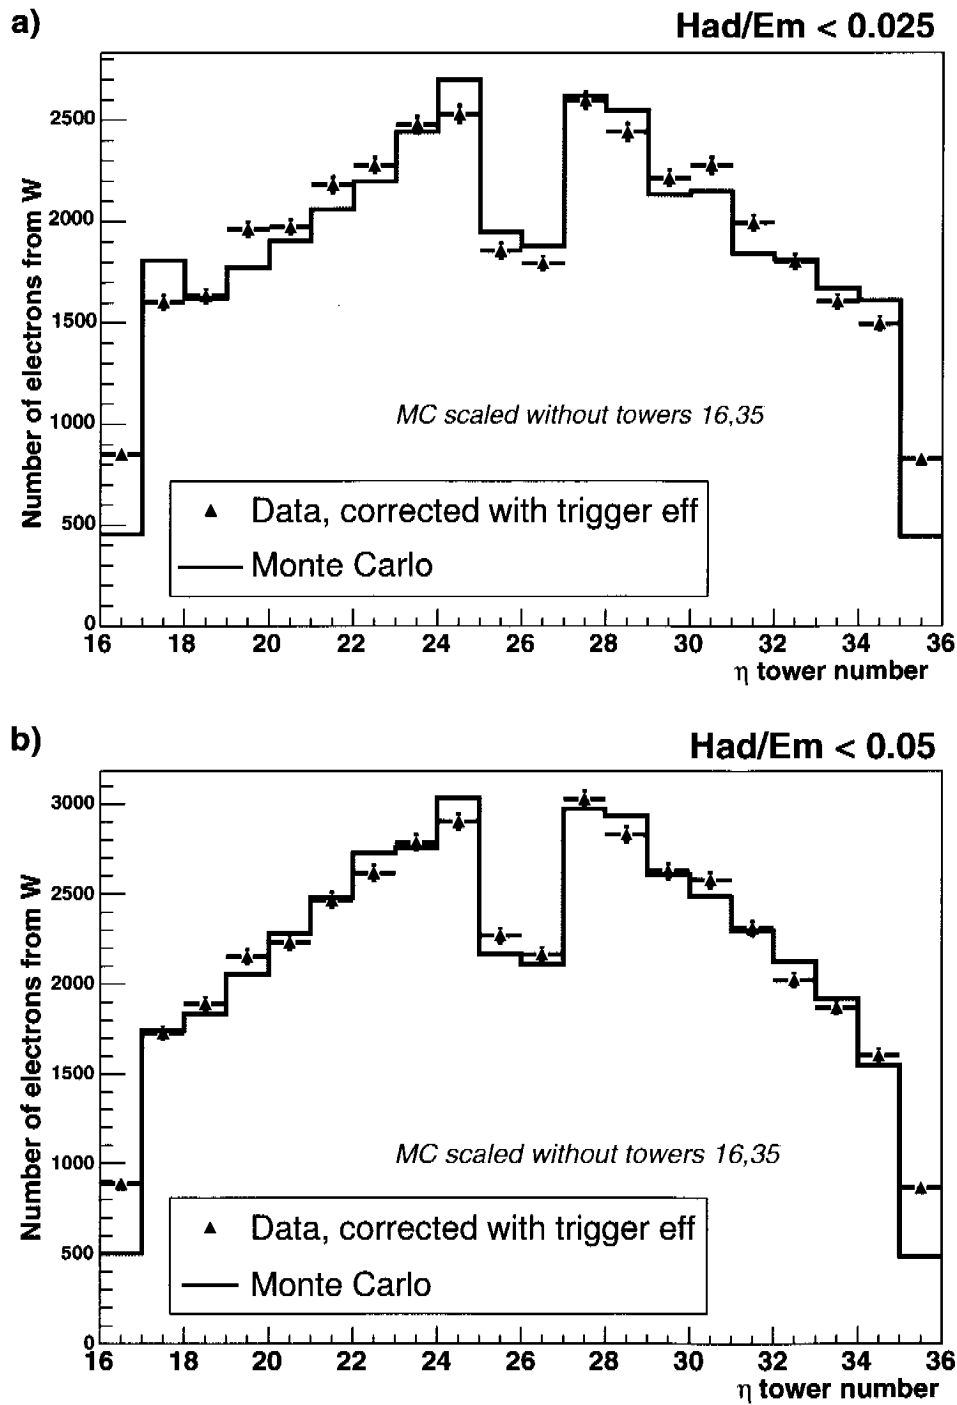 a)
Had/Em < 0.025
Number of electrons from W
2500
2000
1500
1000
500
0
MC scaled without towers 16,35
Data, corrected with trigger eff
Monte Carlo
16 18 20 22 24 26 28 30 32 34 36
η tower number
b)
Had/Em < 0.05
Number of electrons from W
3000
2500
2000
1500
1000
500
0
MC scaled without towers 16,35
Data, corrected with trigger eff
Monte Carlo
16 18 20 22 24 26 28 30 32 34 36
η tower number